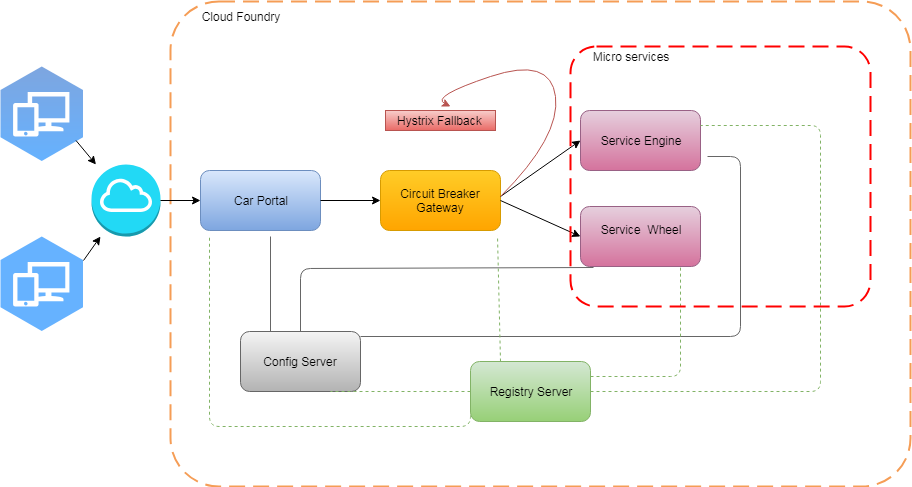 Cloud Foundry
Micro services
Hystrix Fallback
Service Engine
Car Portal
Circuit Breaker
Gateway
Service Wheel
Config Server
Registry Server